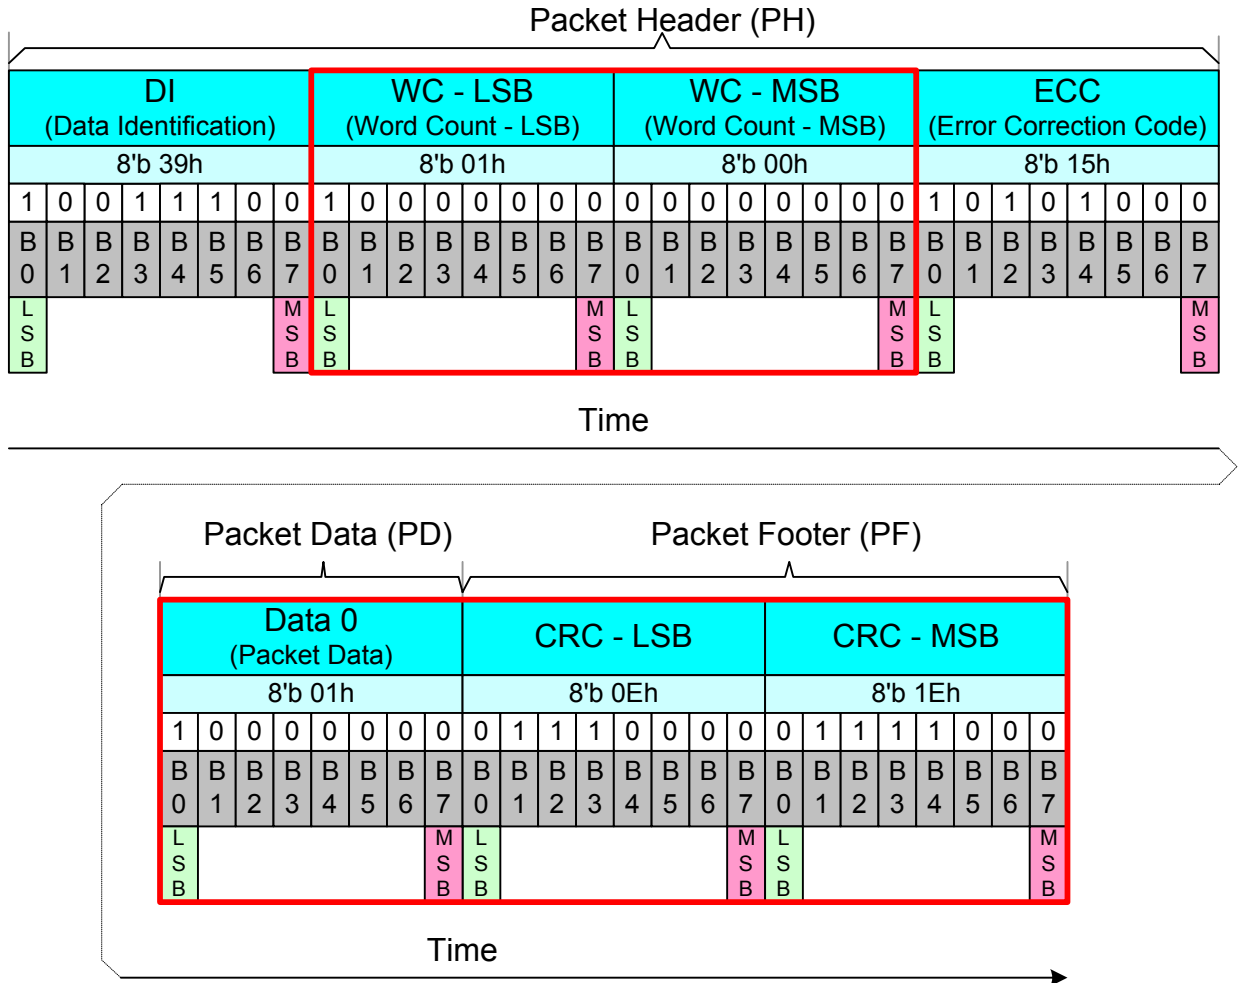 Packet Header (PH)
DI WC - LSB WC - MSB ECC
(Data Identification) (Word Count - LSB) (Word Count - MSB) (Error Correction Code)
8'b 39h 8'b 01h 8'b 00h 8'b 15h
1 0 0 1 1 1 0 0 1 0 0 0 0 0 0 0 0 0 0 0 0 0 0 0 1 0 1 0 1 0 0 0
B B B B B B B B B B B B B B B B B B B B B B B B B B B B B B B B
0 1 2 3 4 5 6 7 0 1 2 3 4 5 6 7 0 1 2 3 4 5 6 7 0 1 2 3 4 5 6 7
L M L M L M L M
S S S S S S S S
B B B B B B B B
Time
Packet Data (PD) Packet Footer (PF)
Data 0 CRC - LSB CRC - MSB
(Packet Data)
8'b 01h 8'b 0Eh 8'b 1Eh
1 0 0 0 0 0 0 0 0 1 1 1 0 0 0 0 0 1 1 1 1 0 0 0
B B B B B B B B B B B B B B B B B B B B B B B B
0 1 2 3 4 5 6 7 0 1 2 3 4 5 6 7 0 1 2 3 4 5 6 7
L M L M L M
S S S S S S
B B B B B B
Time